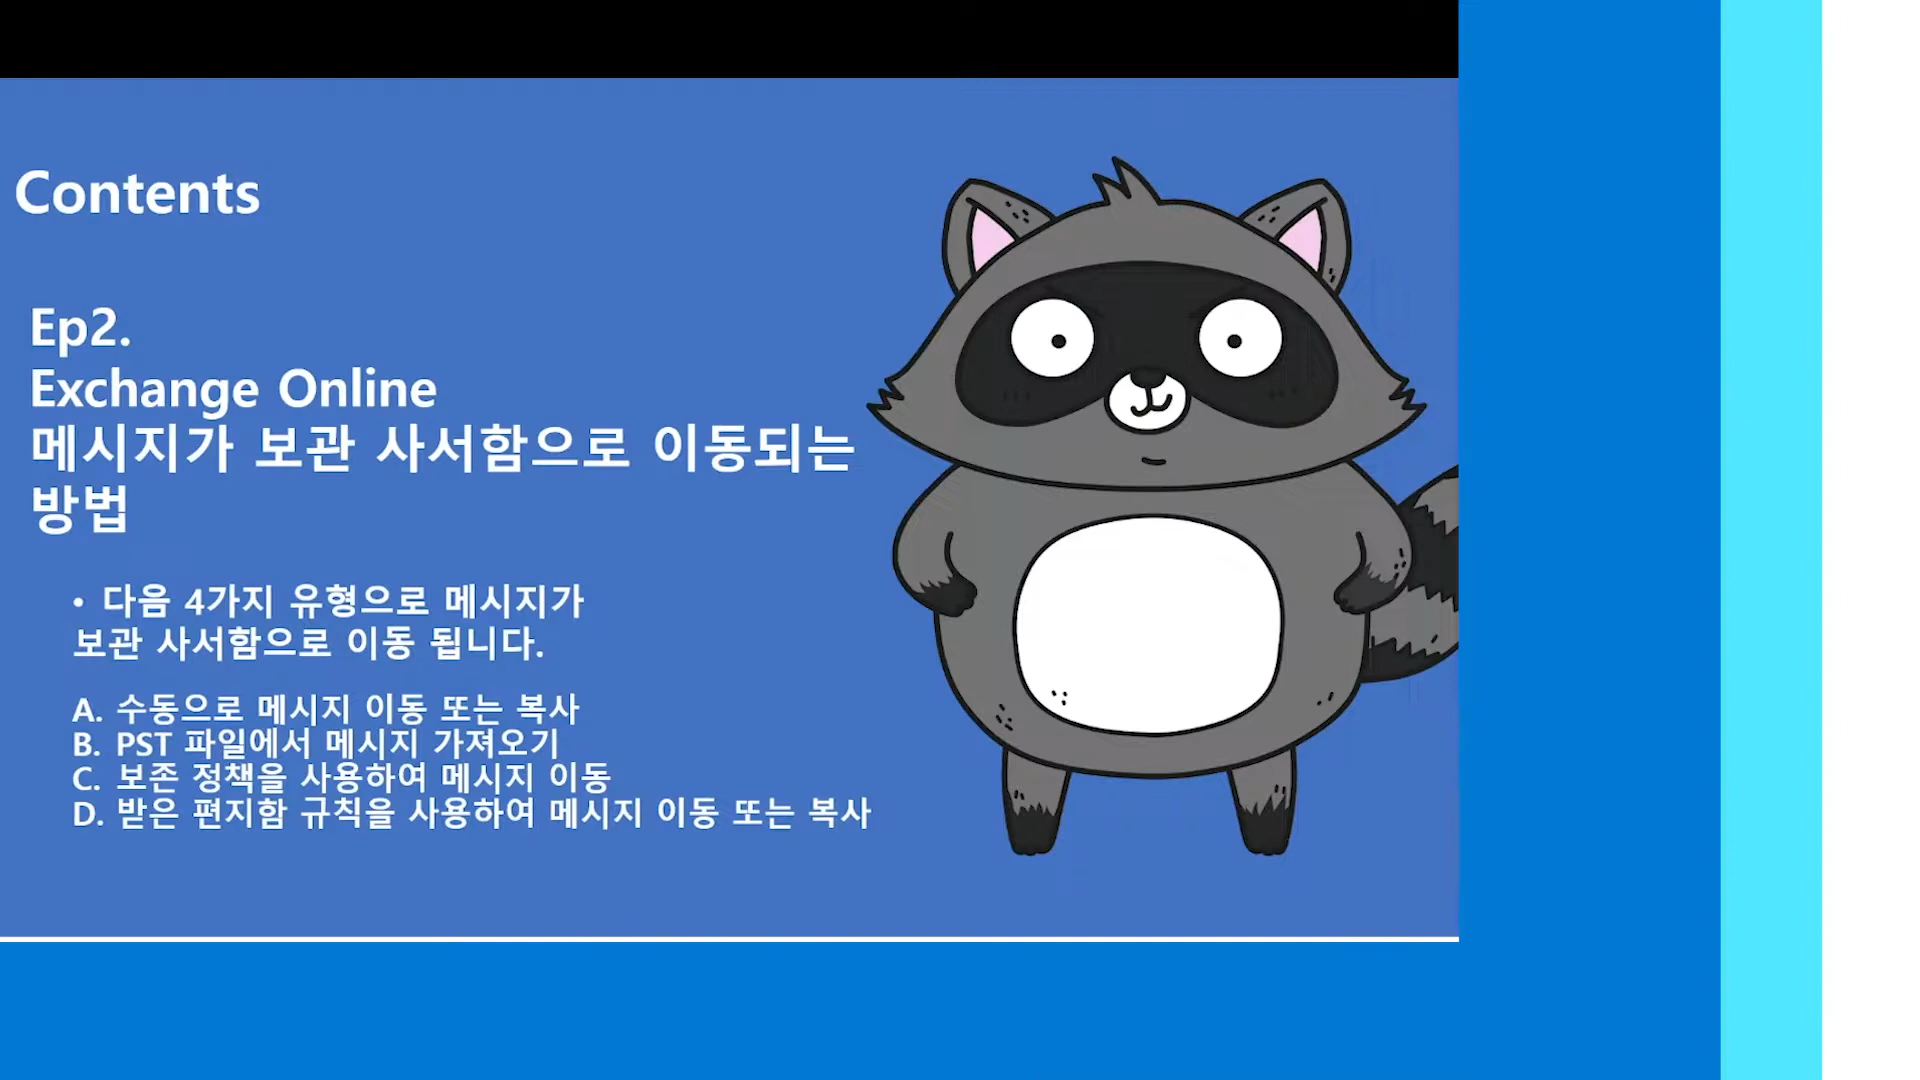 Contents
Ep2.
Exchange Online
메시지가 보관 사서함으로 이동되는
방법
• 다음 4가지 유형으로 메시지가
보관 사서함으로 이동 됩니다.
A. 수동으로 메시지 이동 또는 복사
B. PST 파일에서 메시지 가져오기
C. 보존 정책을 사용하여 메시지 이동
D. 받은 편지함 규칙을 사용하여 메시지 이동 또는 복사